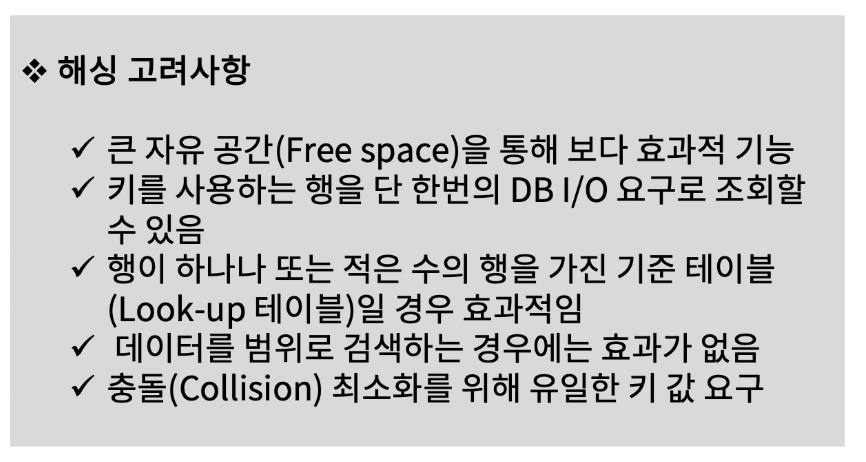 ❖ 해싱 고려사항
✓ 큰 자유 공간(Free space)을 통해 보다 효과적 기능
✓ 키를 사용하는 행을 단 한번의 DB I/O 요구로 조회할
수 있음
✓ 행이 하나나 또는 적은 수의 행을 가진 기준 테이블
(Look-up 테이블)일 경우 효과적임
✓ 데이터를 범위로 검색하는 경우에는 효과가 없음
✓ 충돌(Collision) 최소화를 위해 유일한 키 값 요구